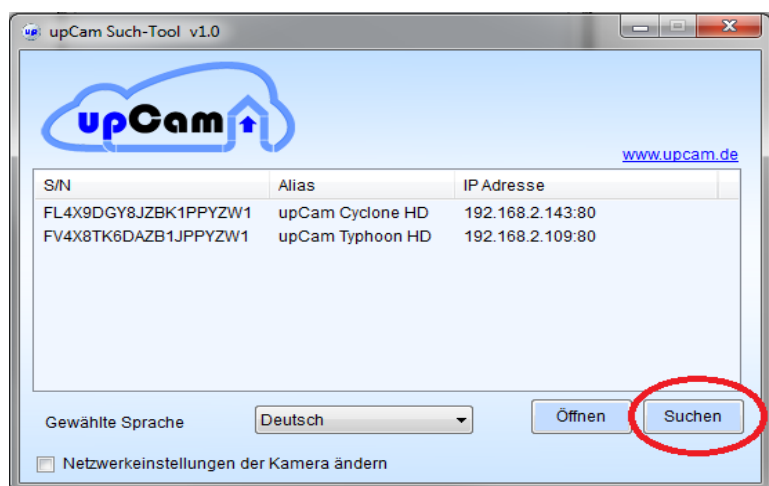 upCam Such-Tool v1.0
upCam
www.upcam.de
S/N Alias IP Adresse
FL4X9DGY8JZBK1PPYZW1 upCam Cyclone HD 192.168.2.143:80
FV4X8TK6DAZB1JPPYZW1 upCam Typhoon HD 192.168.2.109:80
Gewählte Sprache Deutsch Öffnen Suchen
Netzwerkeinstellungen der Kamera ändern